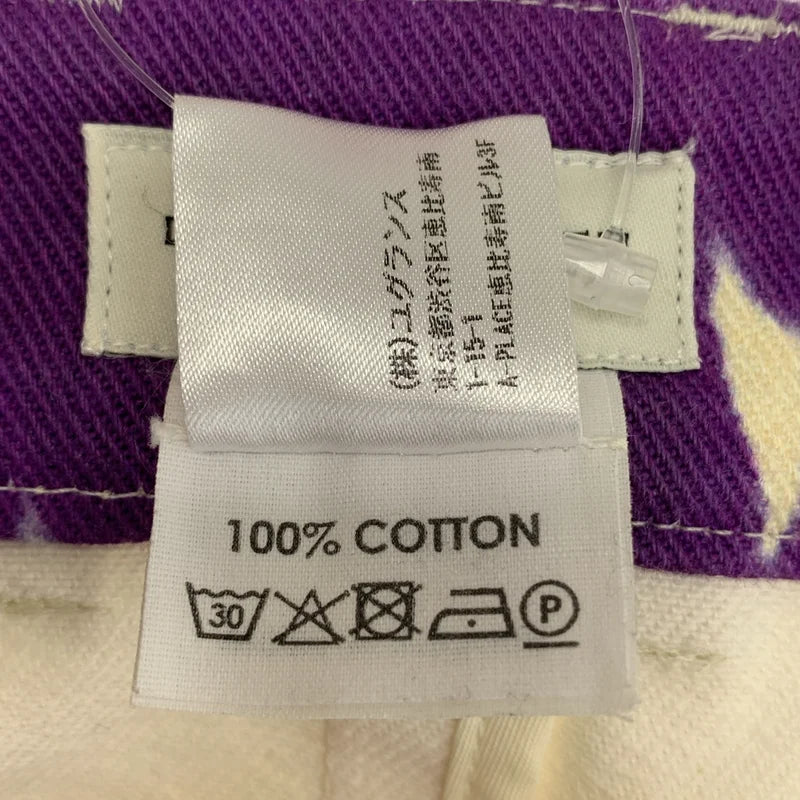 (株)ユグランス
東京都渋谷区恵比寿南
1-15-1
A-PLACE恵比寿南ビル3F
100% COTTON
30
P